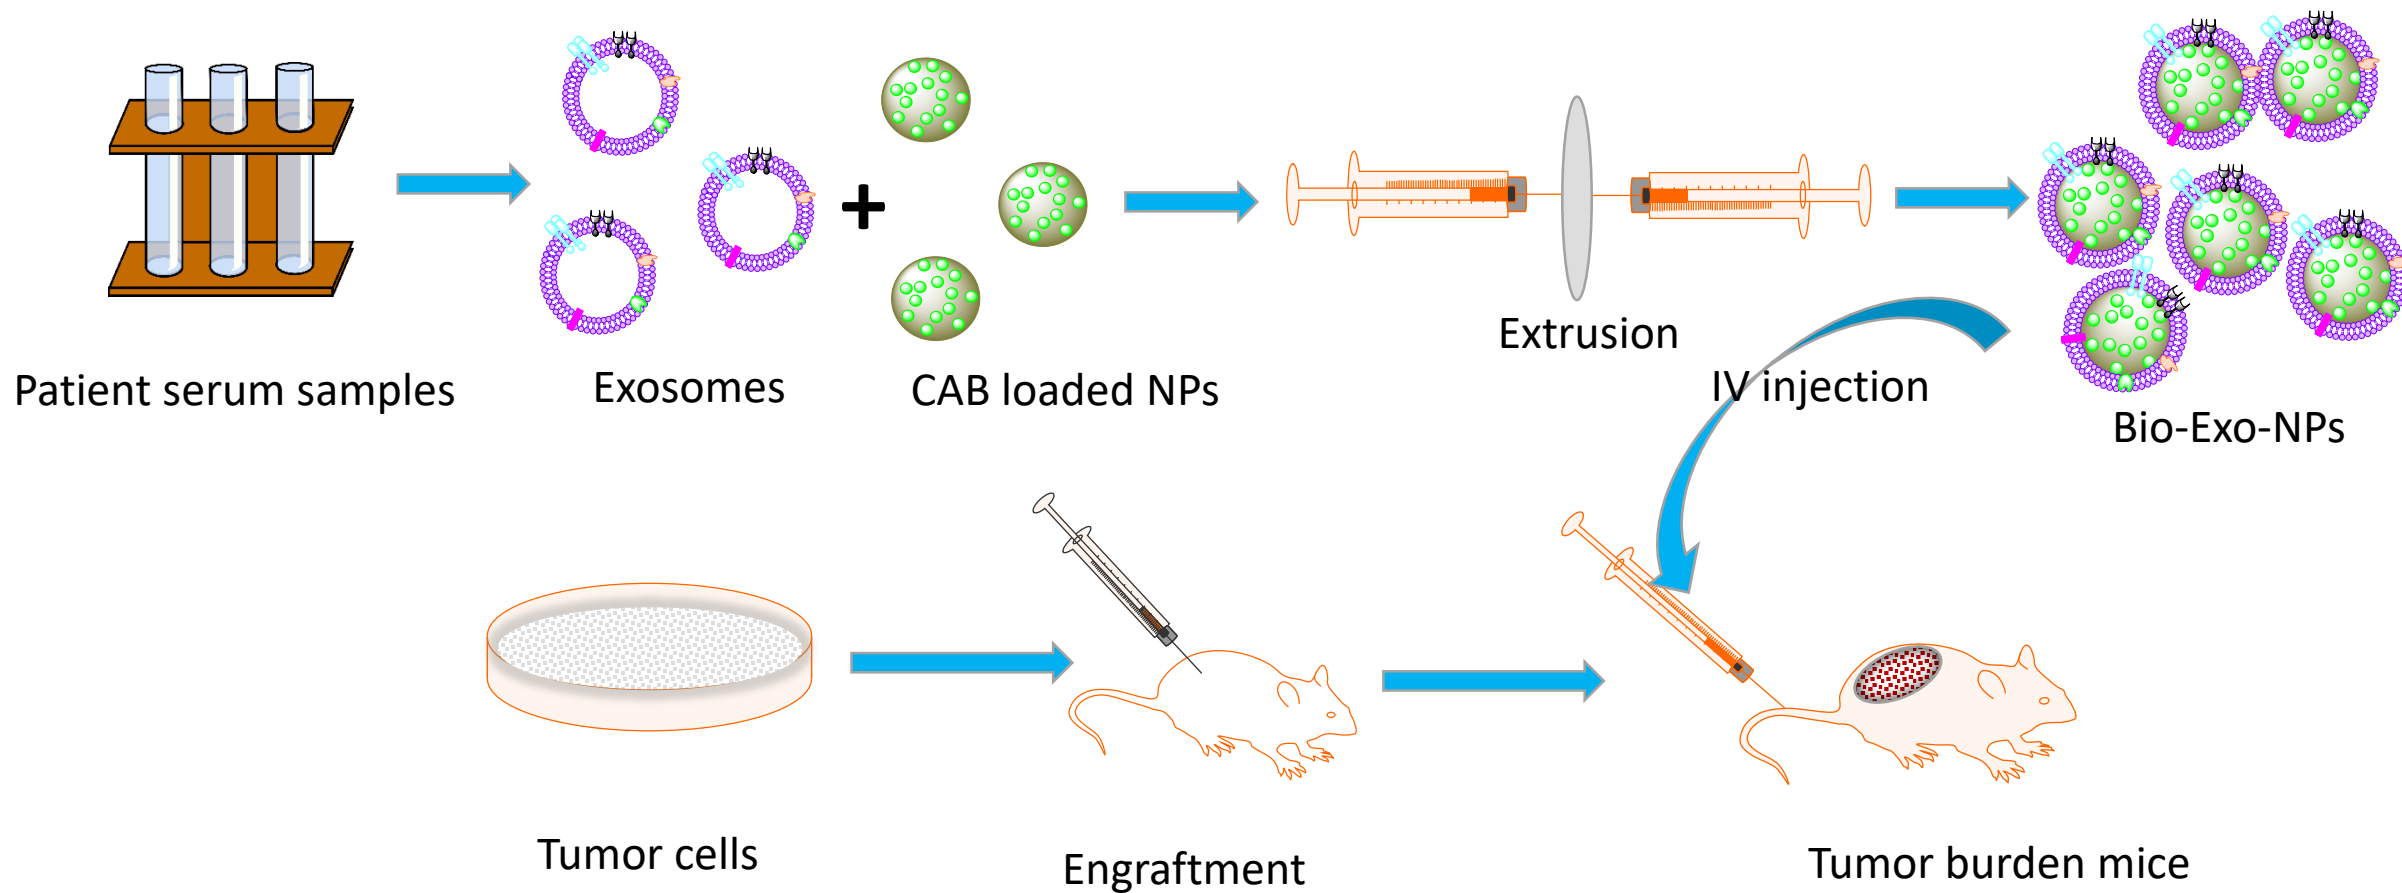 Patient serum samples
Exosomes
CAB loaded NPs
Extrusion
IV injection
Bio-Exo-NPs
Tumor cells
Engraftment
Tumor burden mice